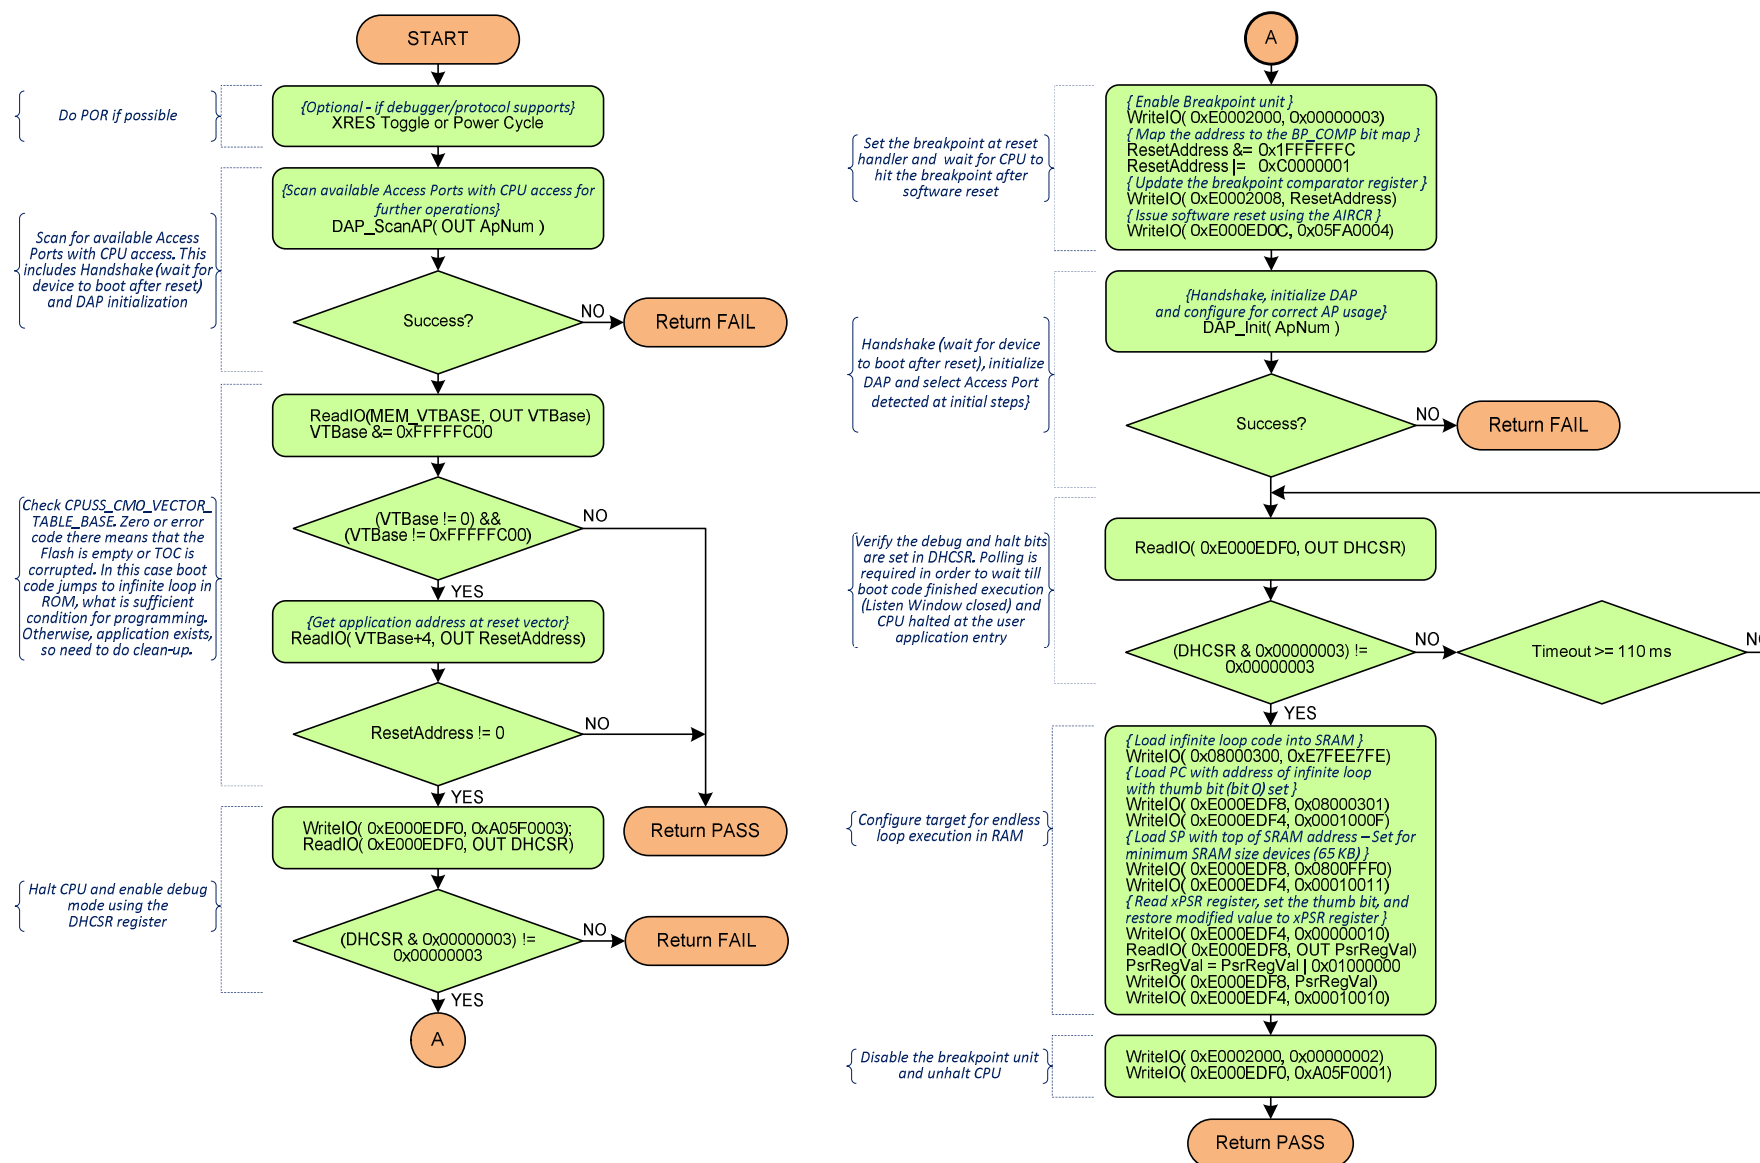 START
Do POR if possible
{Optional - if debugger/protocol supports}
XRES Toggle or Power Cycle
{Scan available Access Ports with CPU access for
further operations}
DAP_ScanAP( OUT ApNum )
Scan for available Access
Ports with CPU access. This
includes Handshake (wait for
device to boot after reset)
and DAP initialization
Success?
NO
Return FAIL
ReadIO(MEM_VTBASE, OUT VTBase)
VTBase &= 0xFFFFFC00
Check CPUSS_CM0_VECTOR_
TABLE_BASE. Zero or error
code there means that the
Flash is empty or TOC is
corrupted. In this case boot
code jumps to infinite loop in
ROM, what is sufficient
condition for programming.
Otherwise, application exists,
so need to do clean-up.
(VTBase != 0) &&
(VTBase != 0xFFFFFC00)
NO
YES
{Get application address at reset vector}
ReadIO( VTBase+4, OUT ResetAddress)
ResetAddress != 0
NO
YES
WriteIO( 0xE000EDF0, 0xA05F0003);
ReadIO( 0xE000EDF0, OUT DHCSR)
Return PASS
Halt CPU and enable debug
mode using the
DHCSR register
(DHCSR & 0x00000003) !=
0x00000003
NO
Return FAIL
YES
A
A
{ Enable Breakpoint unit }
WriteIO( 0xE0002000, 0x00000003)
{ Map the address to the BP_COMP bit map }
ResetAddress &= 0x1FFFFFFC
ResetAddress |= 0xC0000001
{ Update the breakpoint comparator register }
WriteIO( 0xE0002008, ResetAddress)
{ Issue software reset using the AIRCR }
WriteIO( 0xE000ED0C, 0x05FA0004)
Set the breakpoint at reset
handler and wait for CPU to
hit the breakpoint after
software reset
{Handshake, initialize DAP
and configure for correct AP usage}
DAP_Init( ApNum )
Handshake (wait for device
to boot after reset), initialize
DAP and select Access Port
detected at initial steps}
Success?
NO
Return FAIL
ReadIO( 0xE000EDF0, OUT DHCSR)
Verify the debug and halt bits
are set in DHCSR. Polling is
required in order to wait till
boot code finished execution
(Listen Window closed) and
CPU halted at the user
application entry
(DHCSR & 0x00000003) !=
0x00000003
NO
Timeout >= 110 ms
NO
YES
{ Load infinite loop code into SRAM }
WriteIO( 0x08000300, 0xE7FEE7FE)
{ Load PC with address of infinite loop
with thumb bit (bit 0) set }
WriteIO( 0xE000EDF8, 0x08000301)
WriteIO( 0xE000EDF4, 0x0001000F)
{ Load SP with top of SRAM address – Set for
minimum SRAM size devices (65 KB) }
WriteIO( 0xE000EDF8, 0x0800FFF0)
WriteIO( 0xE000EDF4, 0x00010011)
{ Read xPSR register, set the thumb bit, and
restore modified value to xPSR register }
WriteIO( 0xE000EDF4, 0x00000010)
ReadIO( 0xE000EDF8, OUT PsrRegVal)
PsrRegVal = PsrRegVal | 0x01000000
WriteIO( 0xE000EDF8, PsrRegVal)
WriteIO( 0xE000EDF4, 0x00010010)
Configure target for endless
loop execution in RAM
WriteIO( 0xE0002000, 0x00000002)
WriteIO( 0xE000EDF0, 0xA05F0001)
Disable the breakpoint unit
and unhalt CPU
Return PASS